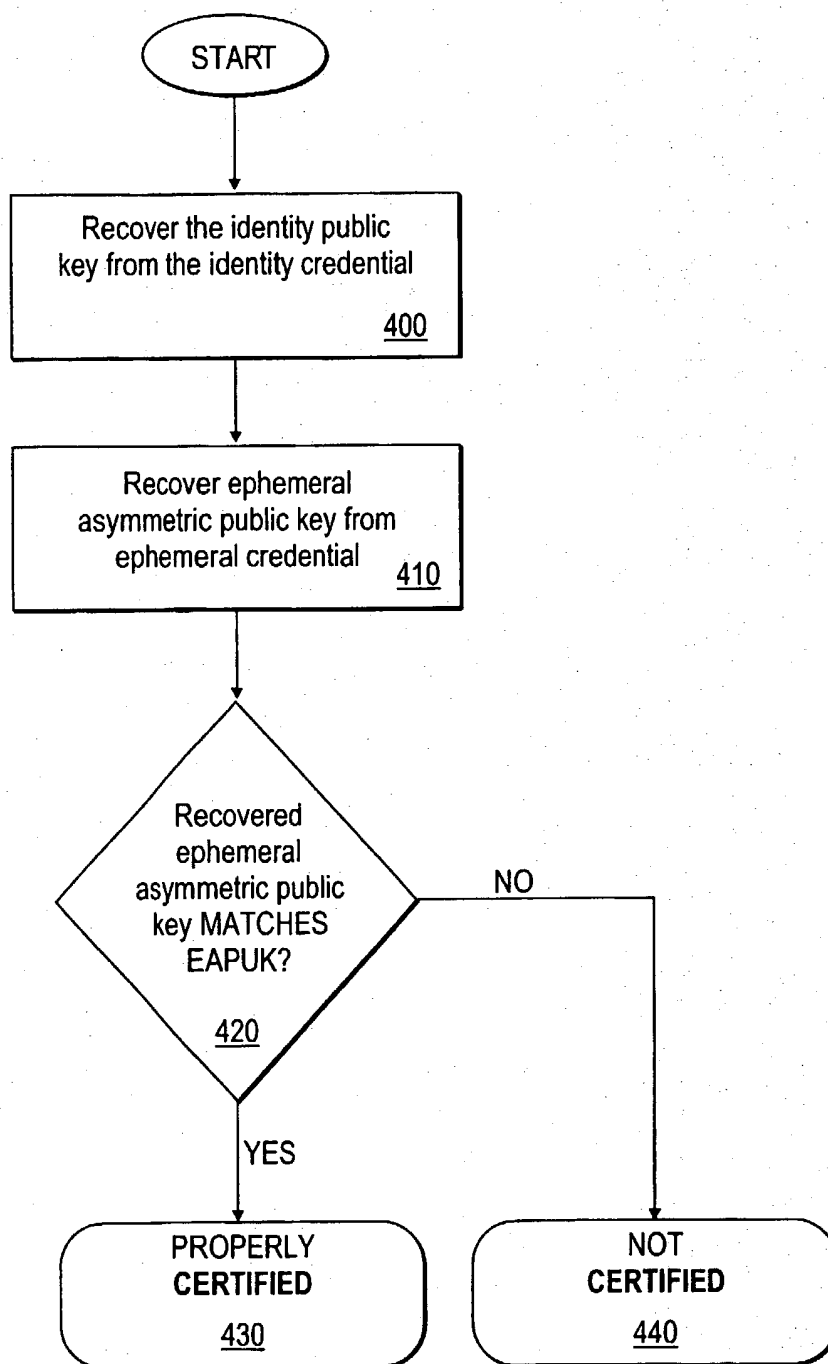 START
Recover the identity public
key from the identity credential
400
Recover ephemeral
asymmetric public key from
ephemeral credential
410
Recovered
ephemeral
asymmetric public
key MATCHES
EAPUK?
420
NO
YES
PROPERLY
CERTIFIED
430
NOT
CERTIFIED
440